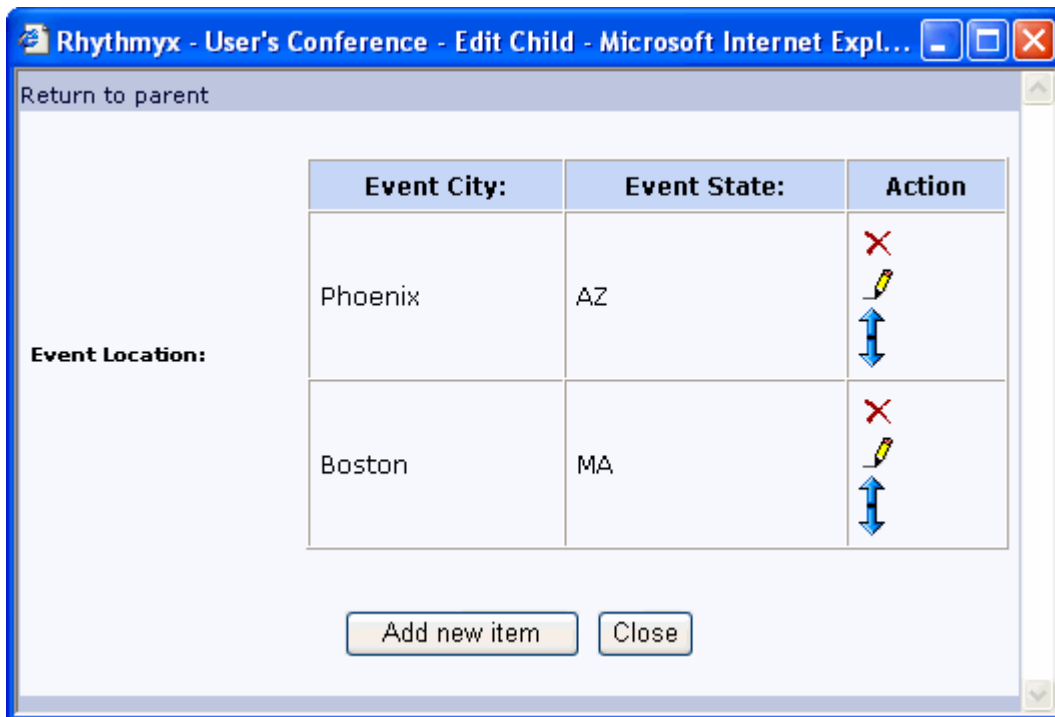 Rhythmyx - User's Conference - Edit Child - Microsoft Internet Expl...
Return to parent
Event City: Event State: Action
Phoenix AZ
Event Location:
Boston MA
Add new item Close